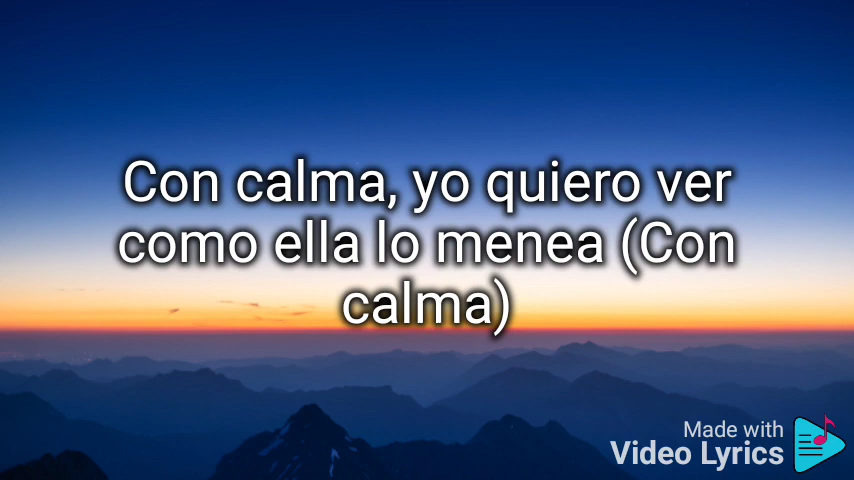 Con calma, yo quiero ver
como ella lo menea (Con
calma)
Made with
Video Lyrics